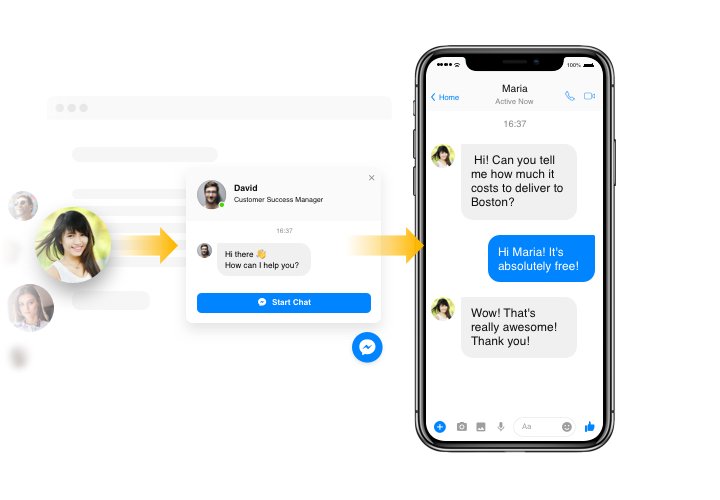 David
Customer Success Manager
16:37
Hi there 👋
How can I help you?
Start Chat
100%
Home
Maria
Active Now
16:37
Hi! Can you tell
me how much it
costs to deliver to
Boston?
Hi Maria! It's
absolutely free!
Wow! That's
really awesome!
Thank you!
Aa